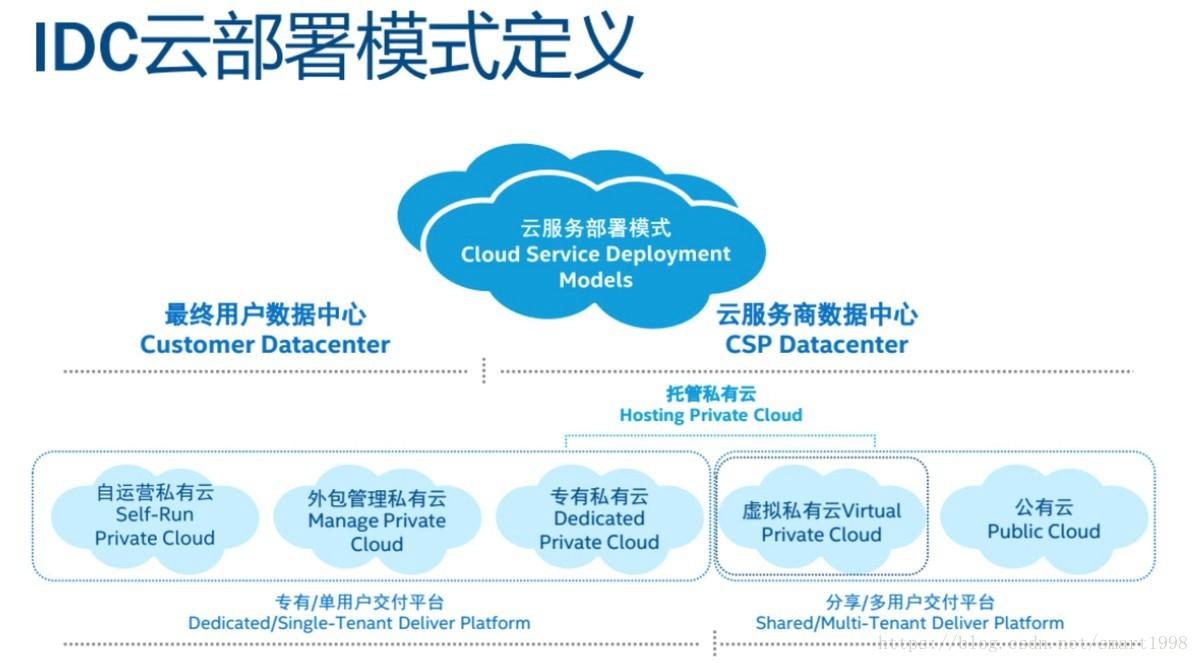 IDC云部署模式定义
云服务部署模式
Cloud Service Deployment
Models
最终用户数据中心
Customer Datacenter
云服务商数据中心
CSP Datacenter
托管私有云
Hosting Private Cloud
自运营私有云
Self-Run
Private Cloud
外包管理私有云
Manage Private
Cloud
专有私有云
Dedicated
Private Cloud
虚拟私有云Virtual
Private Cloud
公有云
Public Cloud
专有/单用户交付平台
Dedicated/Single-Tenant Deliver Platform
分享/多用户交付平台
Shared/Multi-Tenant Deliver Platform
https://blog.csdn.net/smart1998